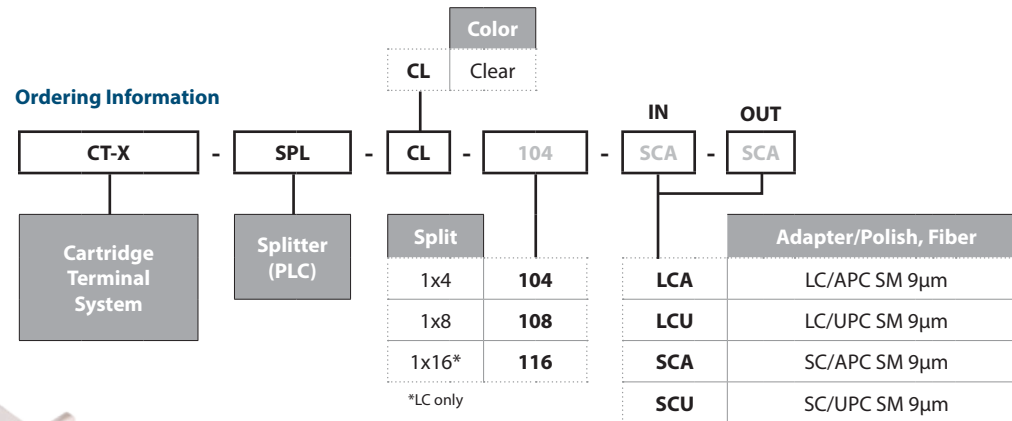 Color
CL Clear
Ordering Information
IN OUT
CT-X - SPL - CL - 104 - SCA - SCA
Cartridge
Terminal
System
Splitter
(PLC)
Split
1x4 104
1x8 108
1x16* 116
*LC only
Adapter/Polish, Fiber
LCA LC/APC SM 9µm
LCU LC/UPC SM 9µm
SCA SC/APC SM 9µm
SCU SC/UPC SM 9µm